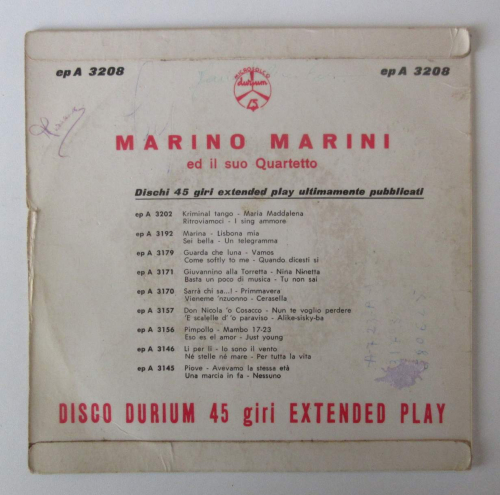 ep A 3208
ep A 3208
MICROSOLCO
durium
45
MARINO MARINI
ed il suo Quartetto
Dischi 45 giri extended play ultimamente pubblicati
ep A 3202 Kriminal tango - Maria Maddalena
Ritroviamoci - I sing ammore
ep A 3192 Marina - Lisbona mia
Sei bella - Un telegramma
ep A 3179 Guarda che luna - Vamos
Come softly to me - Quando dicesti si
ep A 3171 Giuvannino alla Torretta - Nina Ninetta
Basta un poco di musica - Tu non sai
ep A 3170 Sarrà chi sa...! - Primmavera
Vieneme 'nzuonno - Cerasella
ep A 3157 Don Nicola 'o Cosacco - Nun te voglio perdere
'E scalelle d' 'o paraviso - Alike-sisky-ba
ep A 3156 Pimpollo - Mambo 17-23
Eso es el amor - Just young
ep A 3146 Li per li - Io sono il vento
Né stelle né mare - Per tutta la vita
ep A 3145 Piove - Avevamo la stessa età
Una marcia in fa - Nessuno
DISCO DURIUM 45 giri EXTENDED PLAY